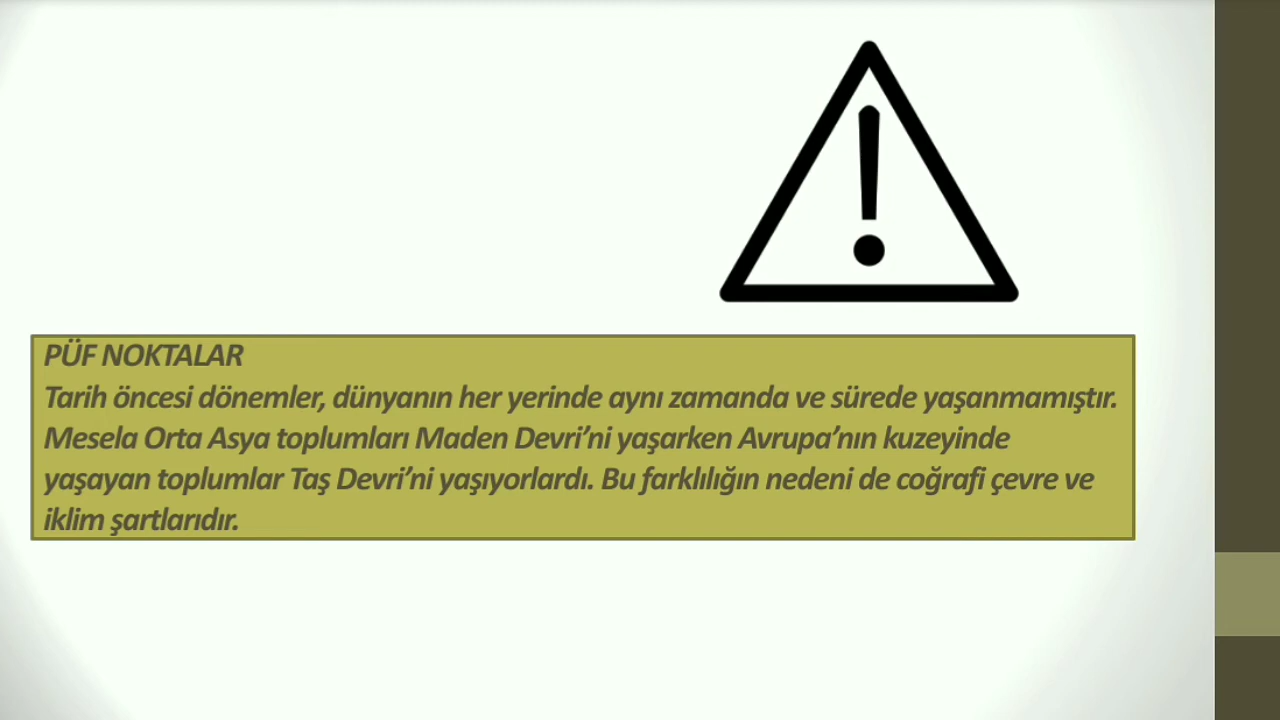 PÜF NOKTALAR
Tarih öncesi dönemler, dünyanın her yerinde aynı zamanda ve sürede yaşanmamıştır.
Mesela Orta Asya toplumları Maden Devri’ni yaşarken Avrupa’nın kuzeyinde
yaşayan toplumlar Taş Devri’ni yaşıyorlardı. Bu farklılığın nedeni de coğrafi çevre ve
iklim şartlarıdır.